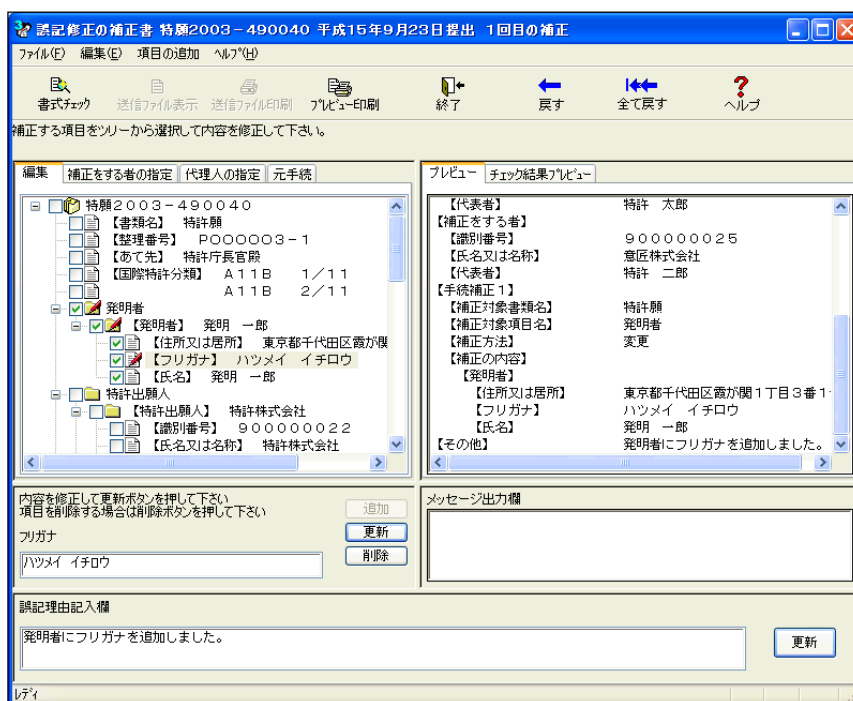 誤記修正の補正書 特願2003-490040 平成15年9月23日提出 1回目の補正
ファイル(F) 編集(E) 項目の追加 ヘルプ(H)
書式チェック 送信ファイル表示 送信ファイル印刷 プレビュー印刷 終了 戻す 全て戻す ヘルプ
補正する項目をツリーから選択して内容を修正して下さい。
編集 補正をする者の指定 代理人の指定 元手続
特願2003-490040
【書類名】 特許願
【整理番号】 P000003-1
【あて先】 特許庁長官殿
【国際特許分類】 A11B 1/11
A11B 2/11
発明者
【発明者】 発明 一郎
【住所又は居所】 東京都千代田区霞が関
【フリガナ】 ハツメイ イチロウ
【氏名】 発明 一郎
特許出願人
【特許出願人】 特許株式会社
【識別番号】 900000022
【氏名又は名称】 特許株式会社
プレビュー チェック結果プレビュー
【代表者】 特許 太郎
【補正をする者】
【識別番号】 900000025
【氏名又は名称】 意匠株式会社
【代表者】 特許 二郎
【手続補正1】
【補正対象書類名】 特許願
【補正対象項目名】 発明者
【補正方法】 変更
【補正の内容】
【発明者】
【住所又は居所】 東京都千代田区霞が関1丁目3番1
【フリガナ】 ハツメイ イチロウ
【氏名】 発明 一郎
【その他】 発明者にフリガナを追加しました。
内容を修正して更新ボタンを押して下さい
項目を削除する場合は削除ボタンを押して下さい
追加
更新
削除
フリガナ
ハツメイ イチロウ
メッセージ出力欄
誤記理由記入欄
発明者にフリガナを追加しました。
更新
レディ